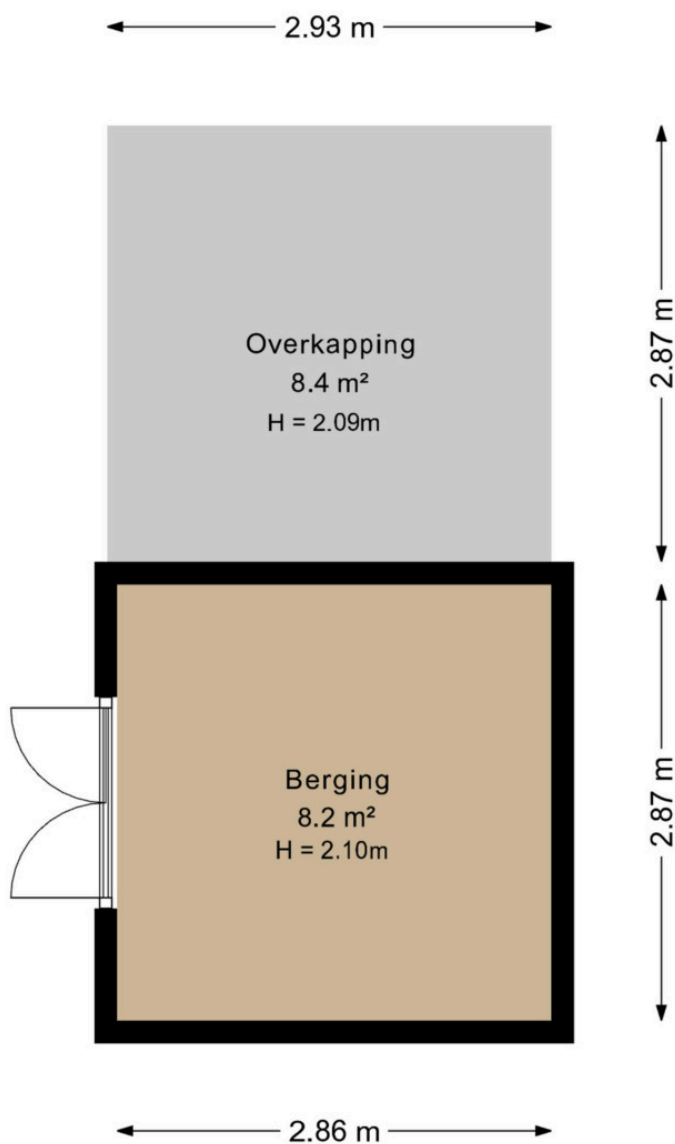 2.93 m
Overkapping
8.4 m²
H = 2.09m
2.87 m
Berging
8.2 m²
H = 2.10m
2.87 m
2.86 m